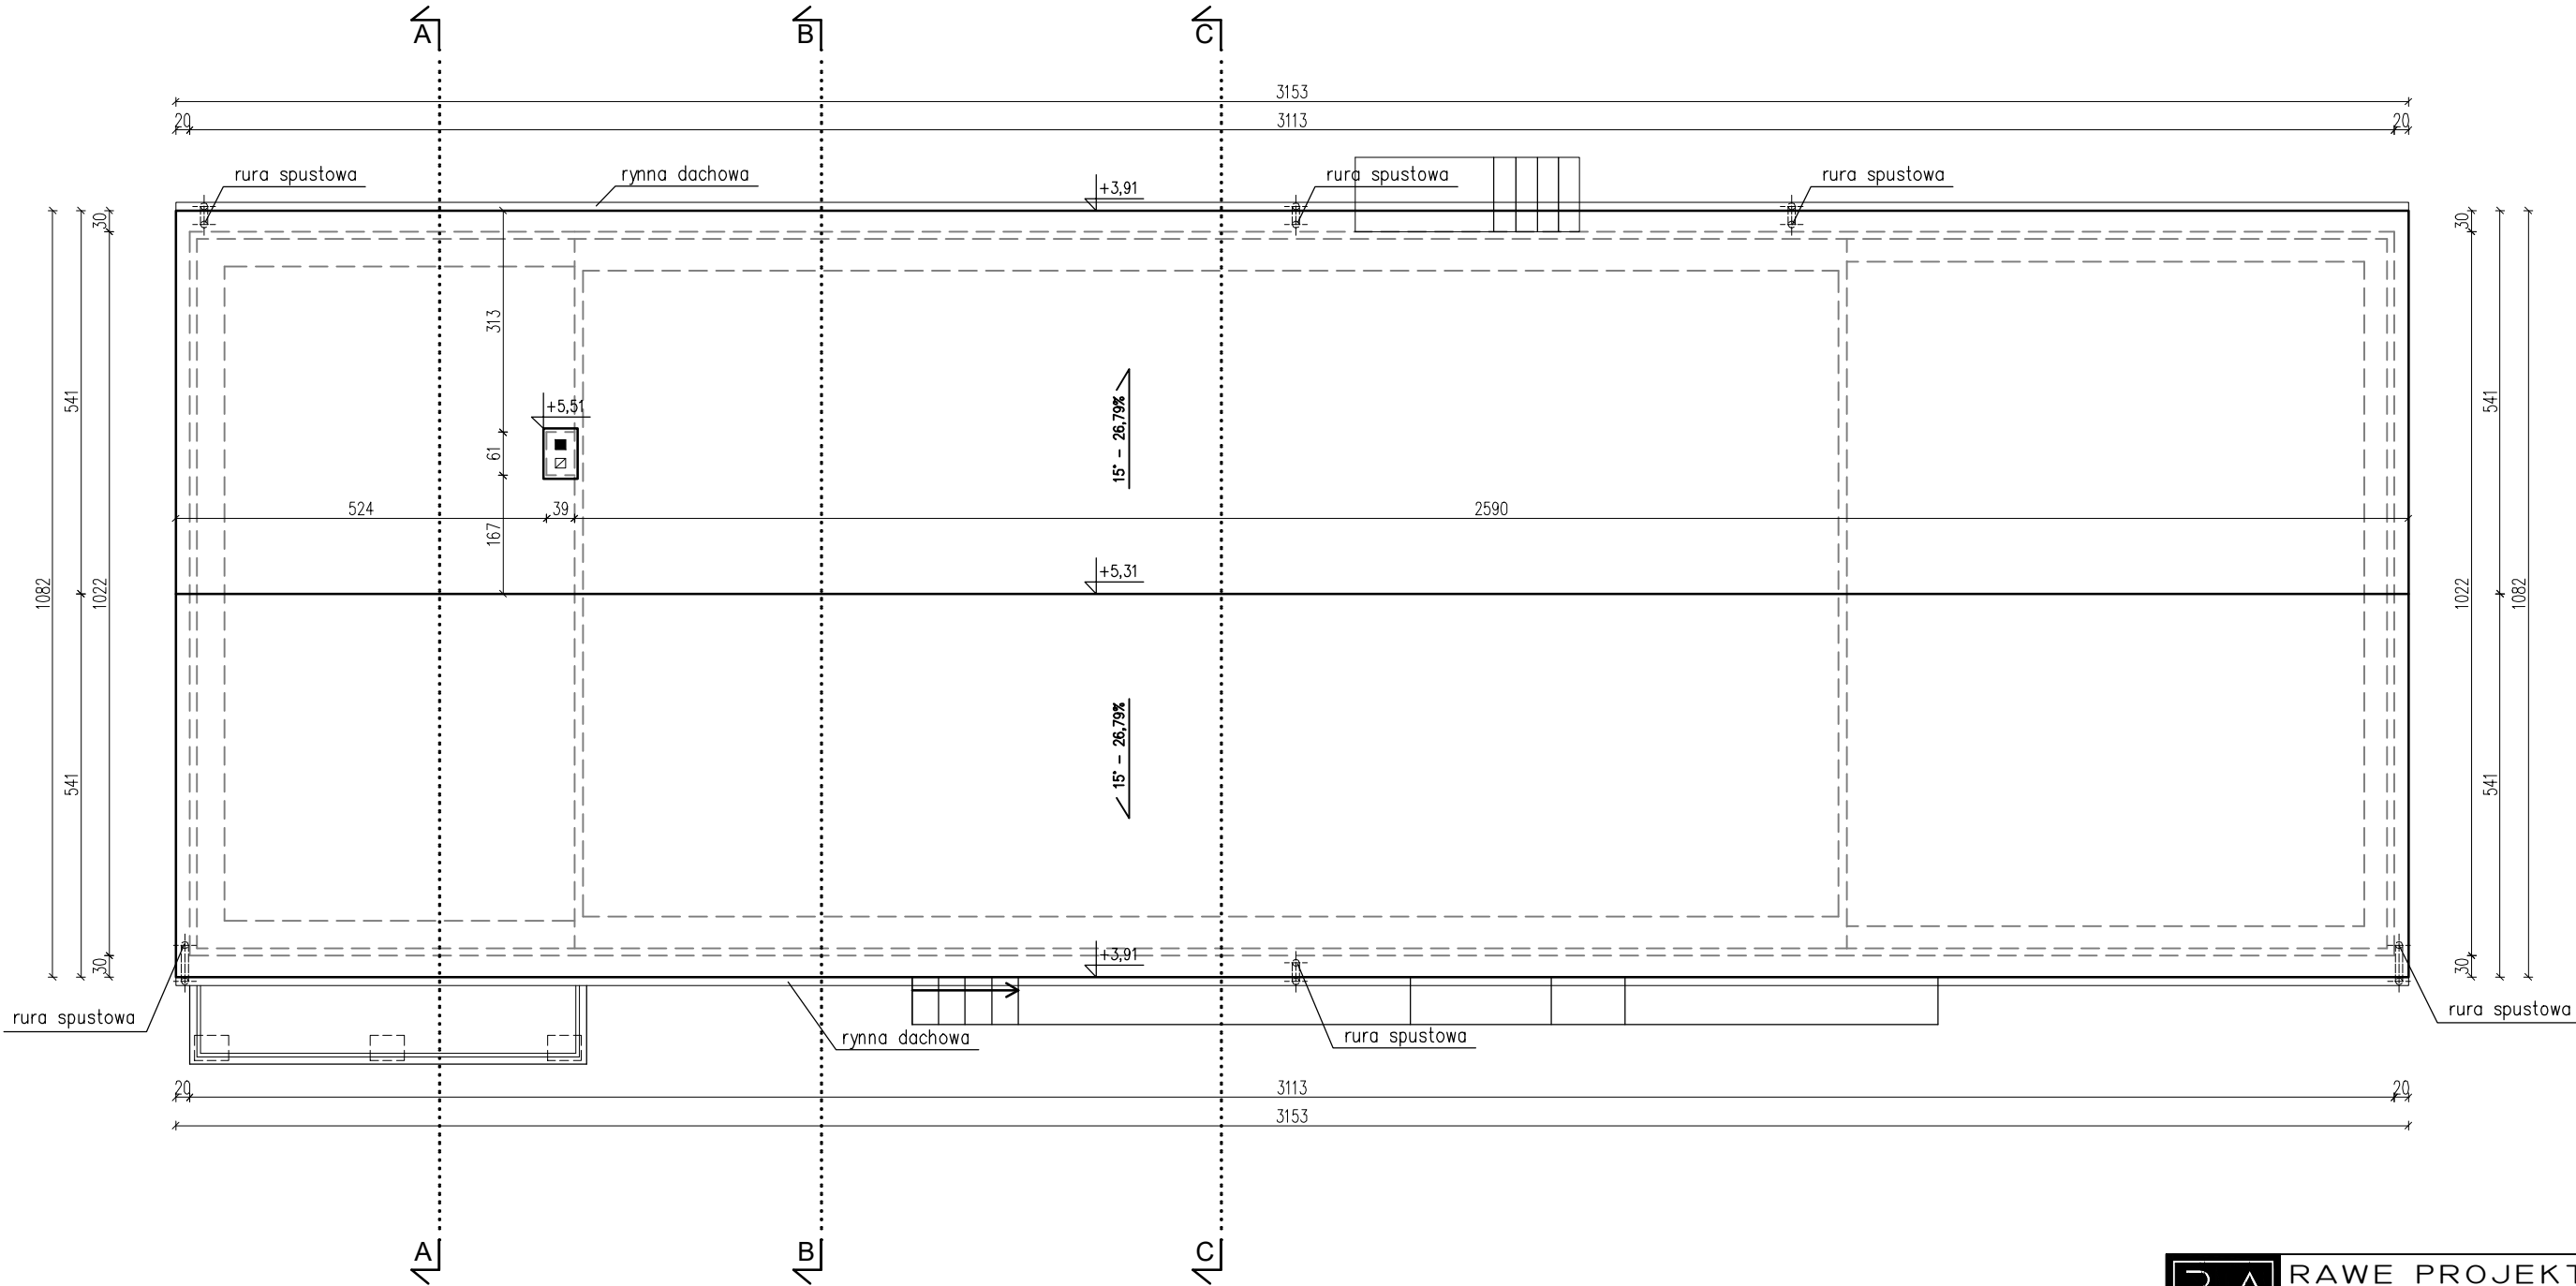 A B C
3153
20 3113 20
rura spustowa rynna dachowa +3,91 rura spustowa rura spustowa
30 30
313
541 541
15° - 26,79%
+5,51
61
524 39 2590
167
+5,31
1082 1022 1022 1082
15° - 26,79%
541 541
+3,91
30 30
rura spustowa rynna dachowa rura spustowa rura spustowa
20 3113 20
3153
A B C
RAWE PROJEKT